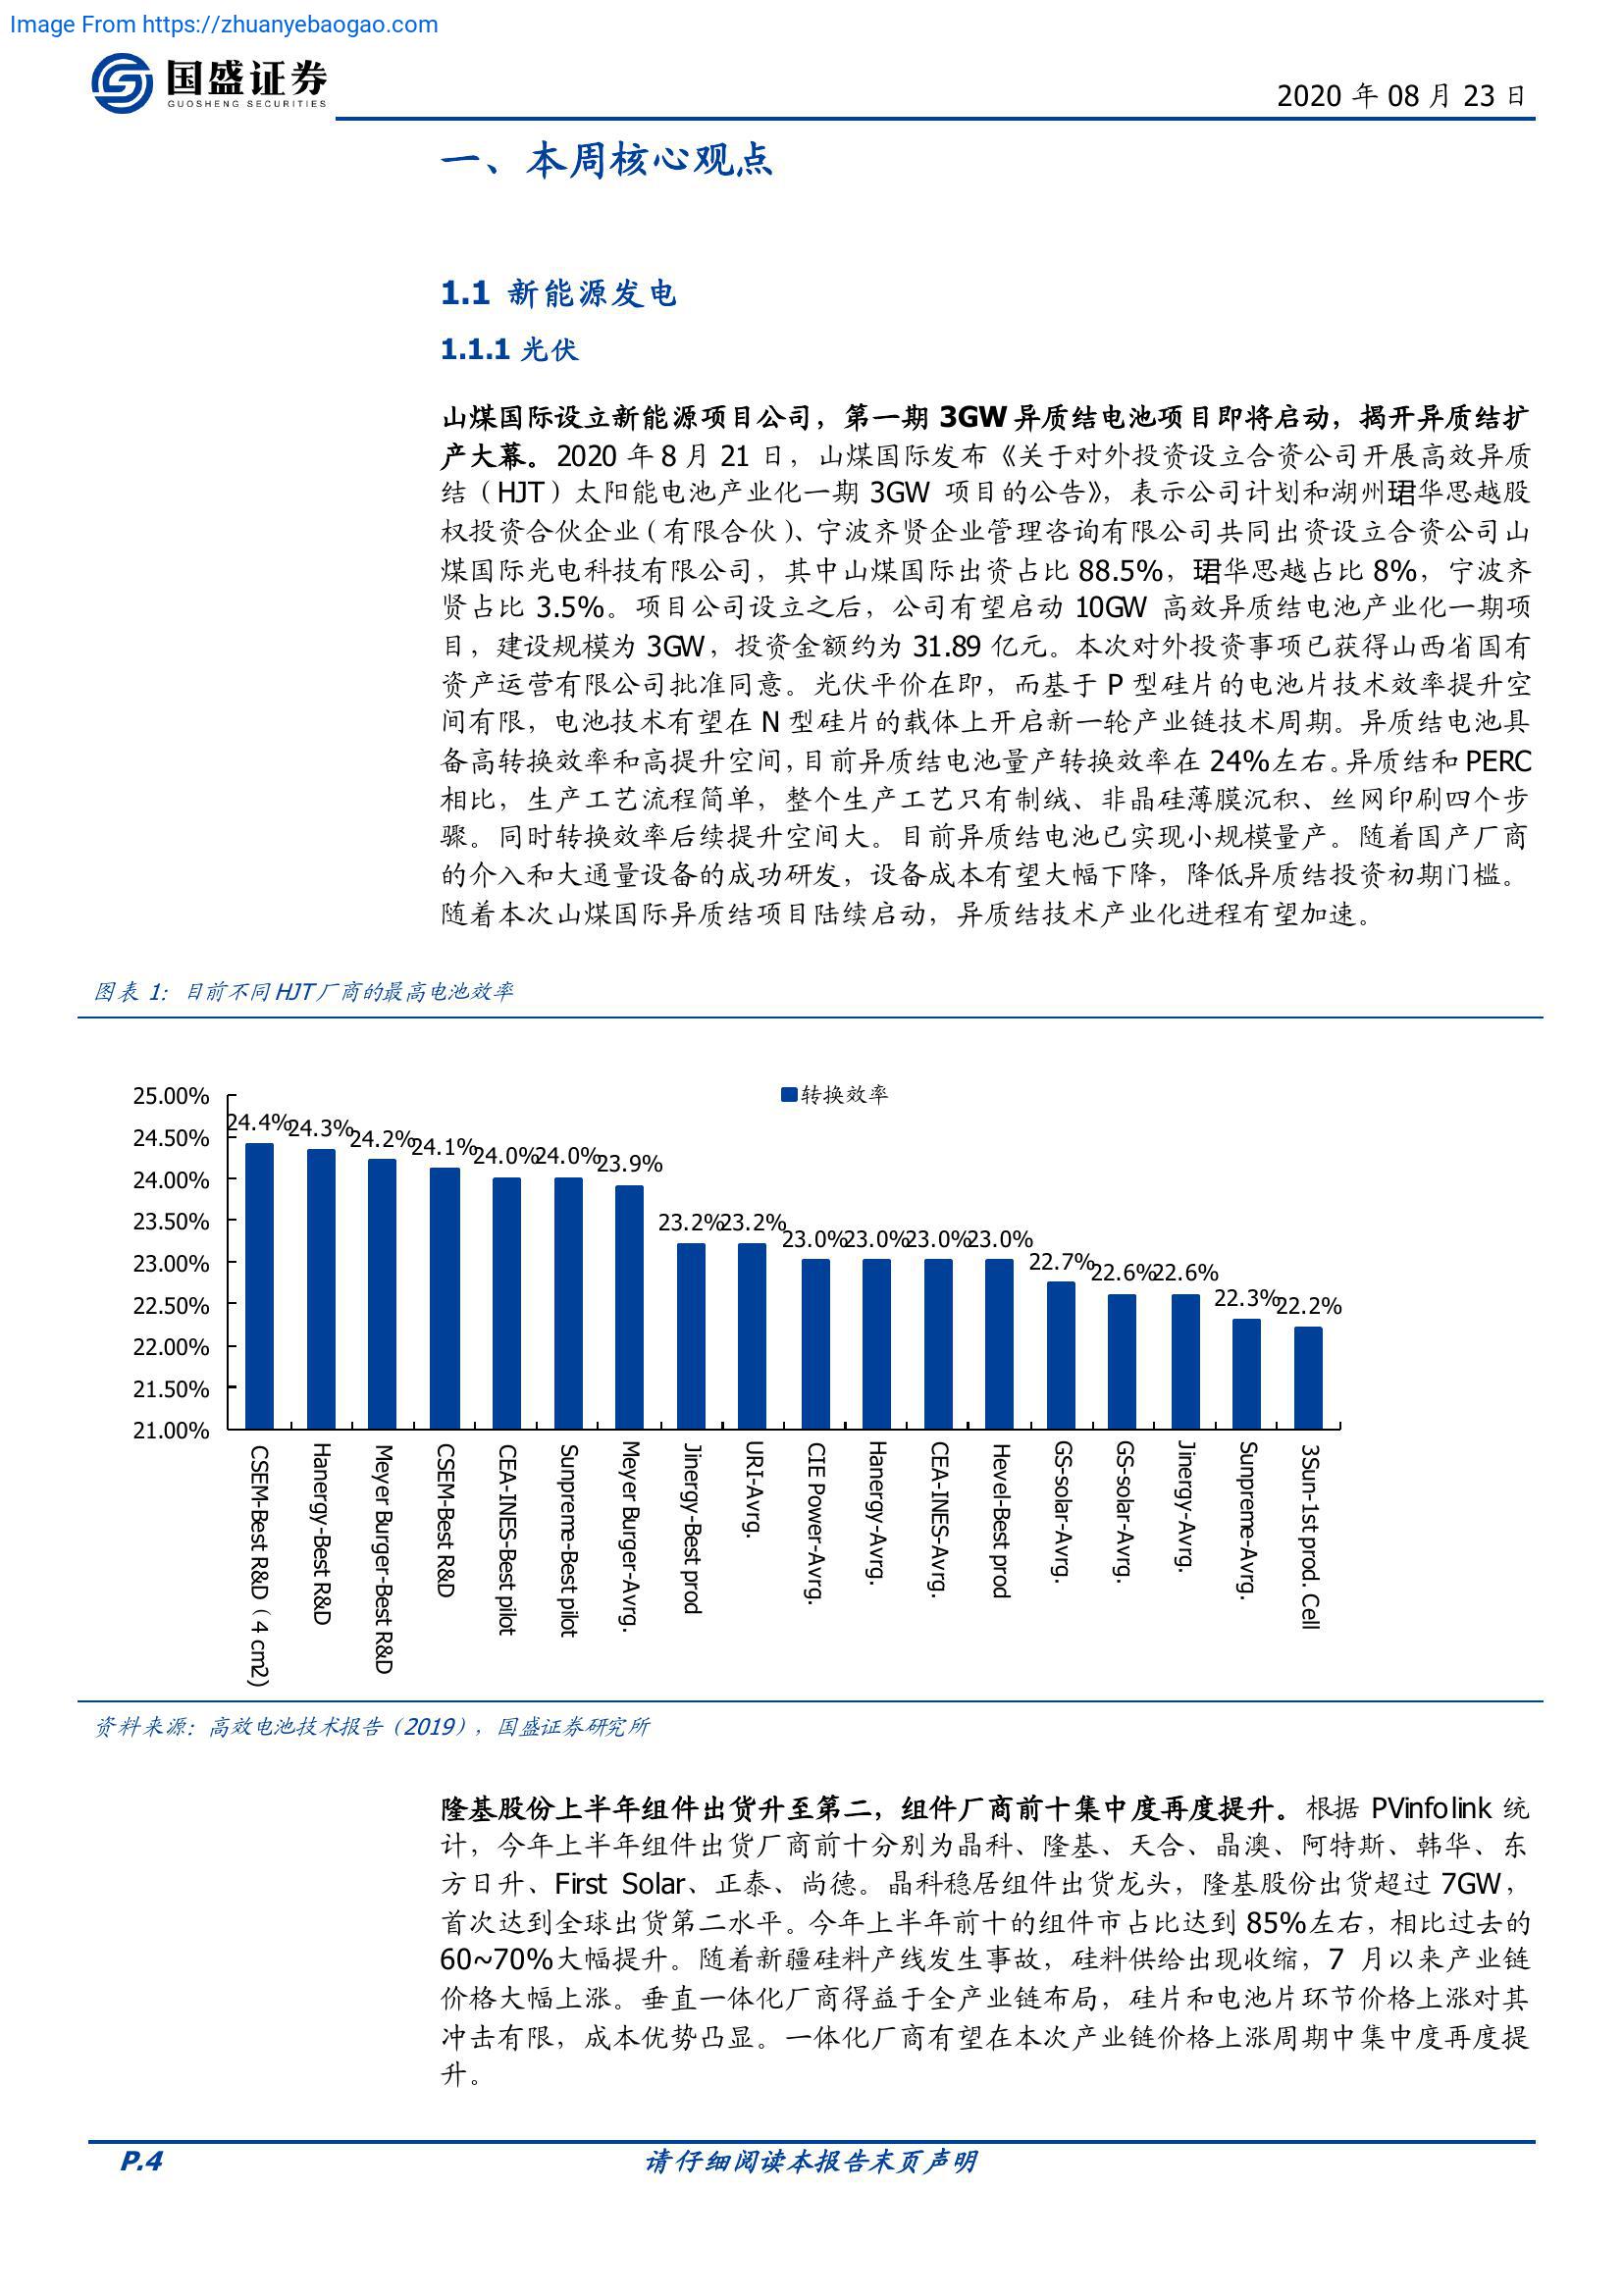 Image From https://zhuanyebaogao.com
国盛证券
GUOSHENG SECURITIES
2020 年 08 月 23 日
一、本周核心观点
1.1 新能源发电
1.1.1 光伏
山煤国际设立新能源项目公司，第一期 3GW 异质结电池项目即将启动，揭开异质结扩
产大幕。2020 年 8 月 21 日，山煤国际发布《关于对外投资设立合资公司开展高效异质
结（HJT）太阳能电池产业化一期 3GW 项目的公告》，表示公司计划和湖州珺华思越股
权投资合伙企业（有限合伙）、宁波齐贤企业管理咨询有限公司共同出资设立合资公司山
煤国际光电科技有限公司，其中山煤国际出资占比 88.5%，珺华思越占比 8%，宁波齐
贤占比 3.5%。项目公司设立之后，公司有望启动 10GW 高效异质结电池产业化一期项
目，建设规模为 3GW，投资金额约为 31.89 亿元。本次对外投资事项已获得山西省国有
资产运营有限公司批准同意。光伏平价在即，而基于 P 型硅片的电池片技术效率提升空
间有限，电池技术有望在 N 型硅片的载体上开启新一轮产业链技术周期。异质结电池具
备高转换效率和高提升空间，目前异质结电池量产转换效率在 24%左右。异质结和 PERC
相比，生产工艺流程简单，整个生产工艺只有制绒、非晶硅薄膜沉积、丝网印刷四个步
骤。同时转换效率后续提升空间大。目前异质结电池已实现小规模量产。随着国产厂商
的介入和大通量设备的成功研发，设备成本有望大幅下降，降低异质结投资初期门槛。
随着本次山煤国际异质结项目陆续启动，异质结技术产业化进程有望加速。
图表 1：目前不同 HJT 厂商的最高电池效率
转换效率
25.00%
24.50%
24.00%
23.50%
23.00%
22.50%
22.00%
21.50%
21.00%
24.4%
24.3%
24.2%
24.1%
24.0%
24.0%
23.9%
23.2%
23.2%
23.0%
23.0%
23.0%
23.0%
22.7%
22.6%
22.6%
22.3%
22.2%
CSEM-Best R&D（4 cm2)
Hanergy-Best R&D
Meyer Burger-Best R&D
CSEM-Best R&D
CEA-INES-Best pilot
Sunpreme-Best pilot
Meyer Burger-Avrg.
Jinergy-Best prod
URI-Avrg.
CIE Power-Avrg.
Hanergy-Avrg.
CEA-INES-Avrg.
Hevel-Best prod
GS-solar-Avrg.
GS-solar-Avrg.
Jinergy-Avrg.
Sunpreme-Avrg.
3Sun-1st prod. Cell
资料来源：高效电池技术报告（2019），国盛证券研究所
隆基股份上半年组件出货升至第二，组件厂商前十集中度再度提升。根据 PVinfolink 统
计，今年上半年组件出货厂商前十分别为晶科、隆基、天合、晶澳、阿特斯、韩华、东
方日升、First Solar、正泰、尚德。晶科稳居组件出货龙头，隆基股份出货超过 7GW，
首次达到全球出货第二水平。今年上半年前十的组件市占比达到 85%左右，相比过去的
60~70%大幅提升。随着新疆硅料产线发生事故，硅料供给出现收缩，7 月以来产业链
价格大幅上涨。垂直一体化厂商得益于全产业链布局，硅片和电池片环节价格上涨对其
冲击有限，成本优势凸显。一体化厂商有望在本次产业链价格上涨周期中集中度再度提
升。
P.4
请仔细阅读本报告末页声明